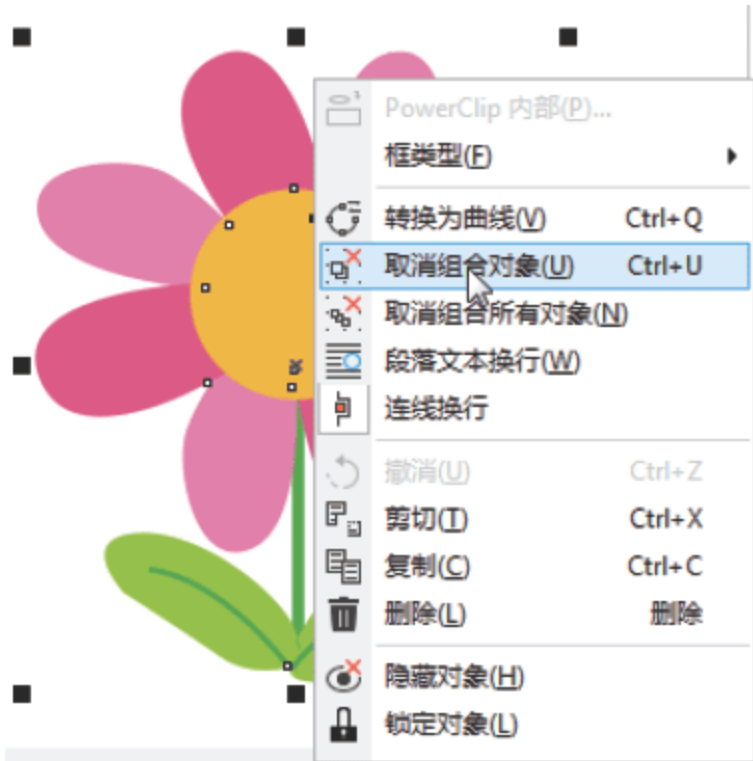 PowerClip 内部(P)...
框类型(F)
转换为曲线(V) Ctrl+Q
取消组合对象(U) Ctrl+U
取消组合所有对象(N)
段落文本换行(W)
连线换行
撤消(U) Ctrl+Z
剪切(T) Ctrl+X
复制(C) Ctrl+C
删除(L) 删除
隐藏对象(H)
锁定对象(L)